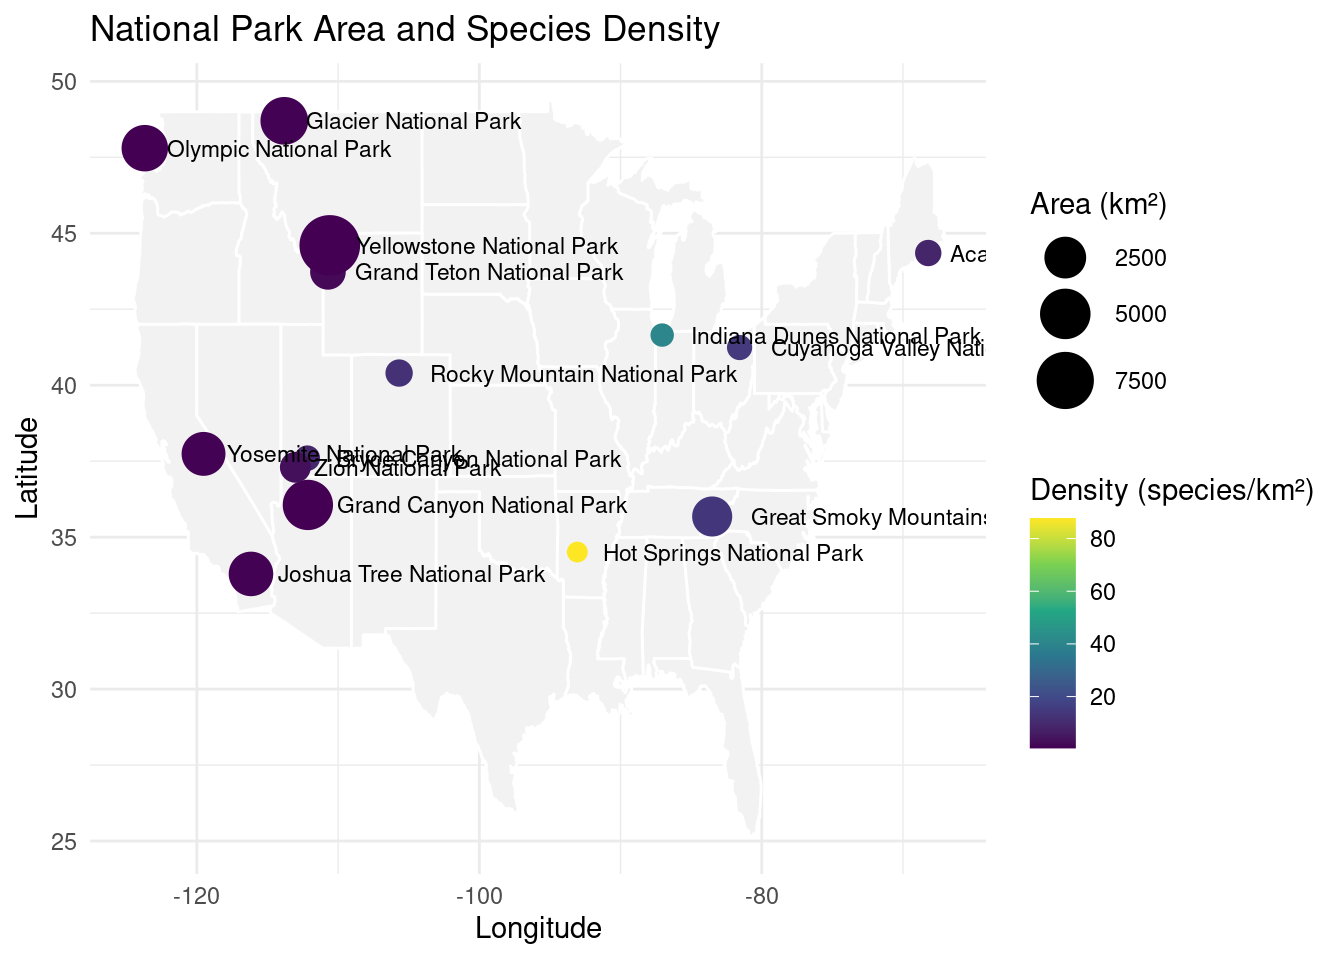 National Park Area and Species Density
50
45
40
35
30
25
Latitude
Glacier National Park
Olympic National Park
Yellowstone National Park
Grand Teton National Park
Aca
Indiana Dunes National Park
Cuyahoga Valley Nati
Rocky Mountain National Park
Yosemite National Park
Bryce Canyon National Park
Zion National Park
Grand Canyon National Park
Great Smoky Mountains
Hot Springs National Park
Joshua Tree National Park
-120
-100
-80
Longitude
Area (km²)
2500
5000
7500
Density (species/km²)
80
60
40
20